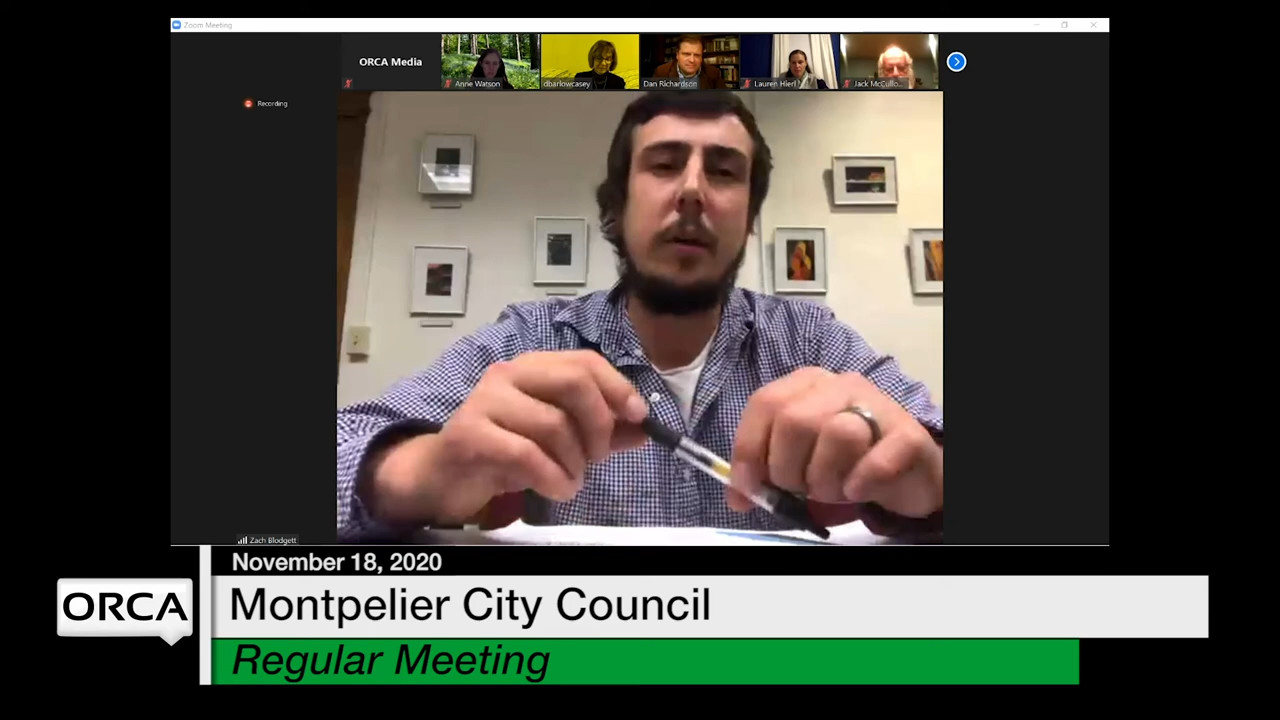 Zoom Meeting
ORCA Media
Anne Watson
dbarlowcasey
Dan Richardson
Lauren Hierl
Jack McCullo...
Recording
Zach Blodgett
November 18, 2020
ORCA
Montpelier City Council
Regular Meeting